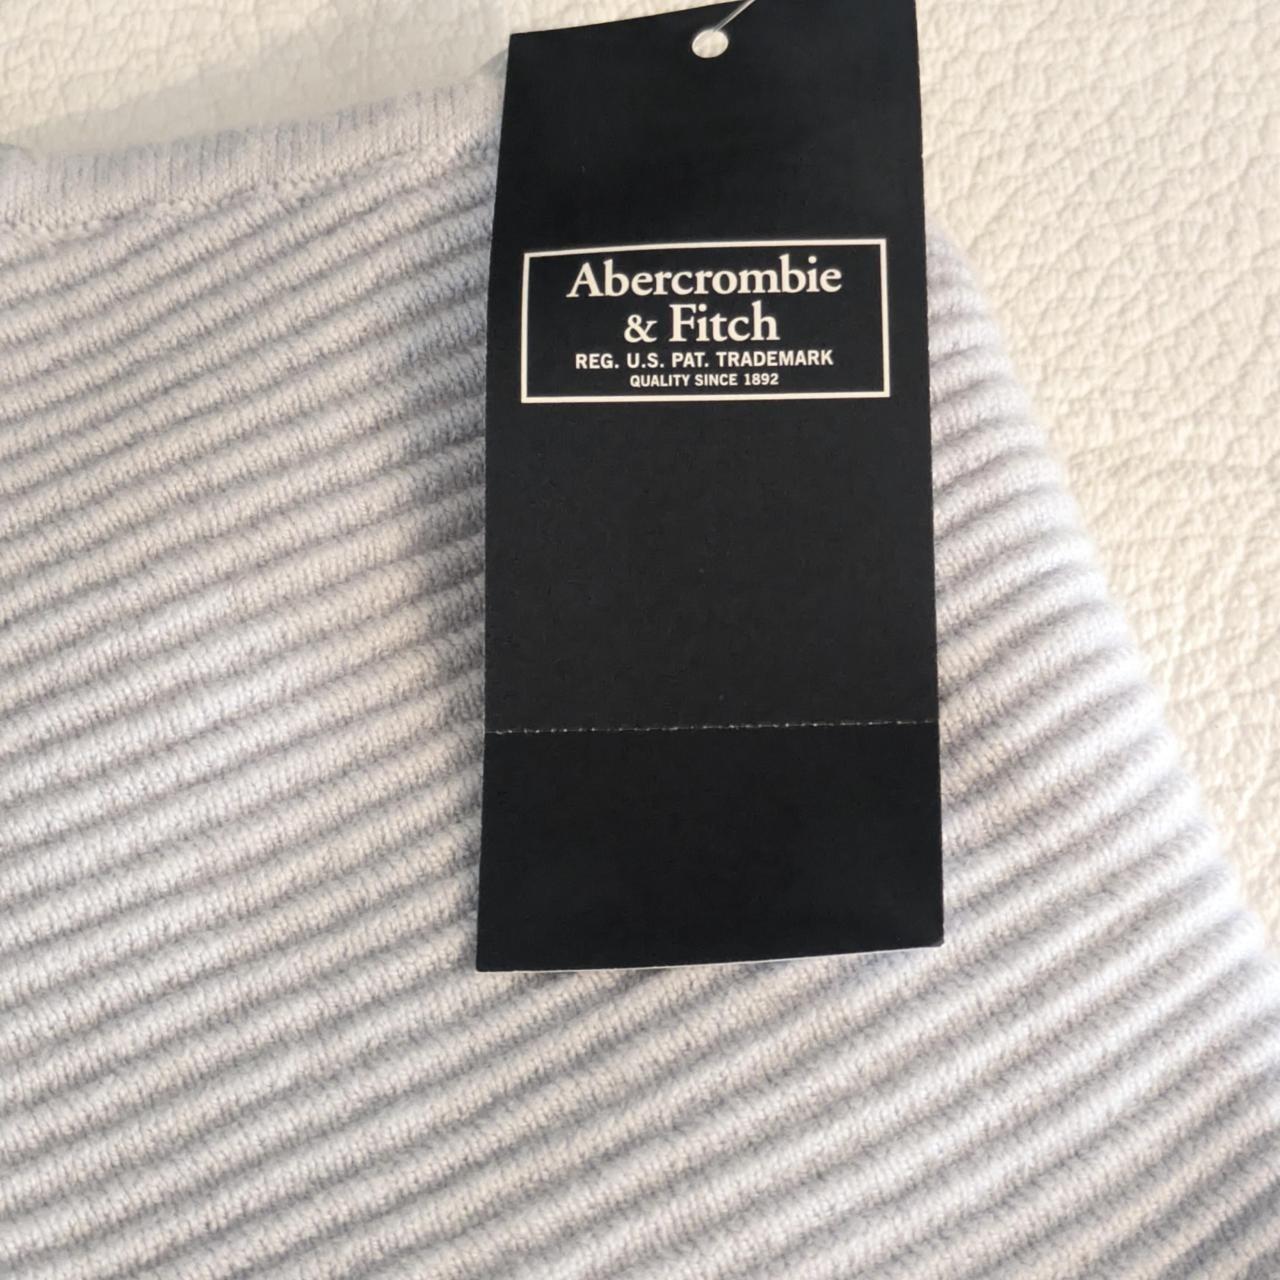 Abercrombie
& Fitch
REG. U.S. PAT. TRADEMARK
QUALITY SINCE 1892